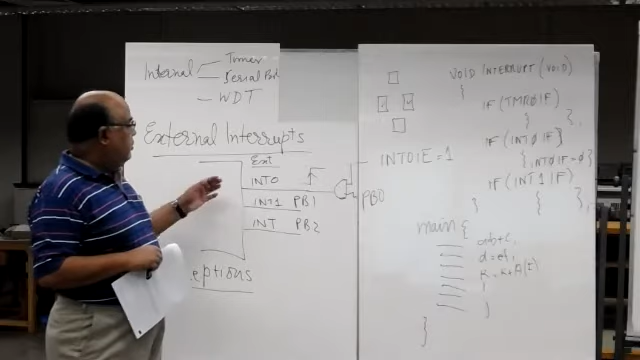 Internal
Timer
Serial Port
WDT
External Interrupts
Ext
INT0
INT1 PB1
INT PB2
eptions
INT0IE=1
PB0
VOID INTERRUPT (VOID)
{
IF (TMR0IF)
{ },
IF (INT0IF)
{ INT0IF=0}
IF (INT1IF)
{ },
}
main {
d=ef,
}